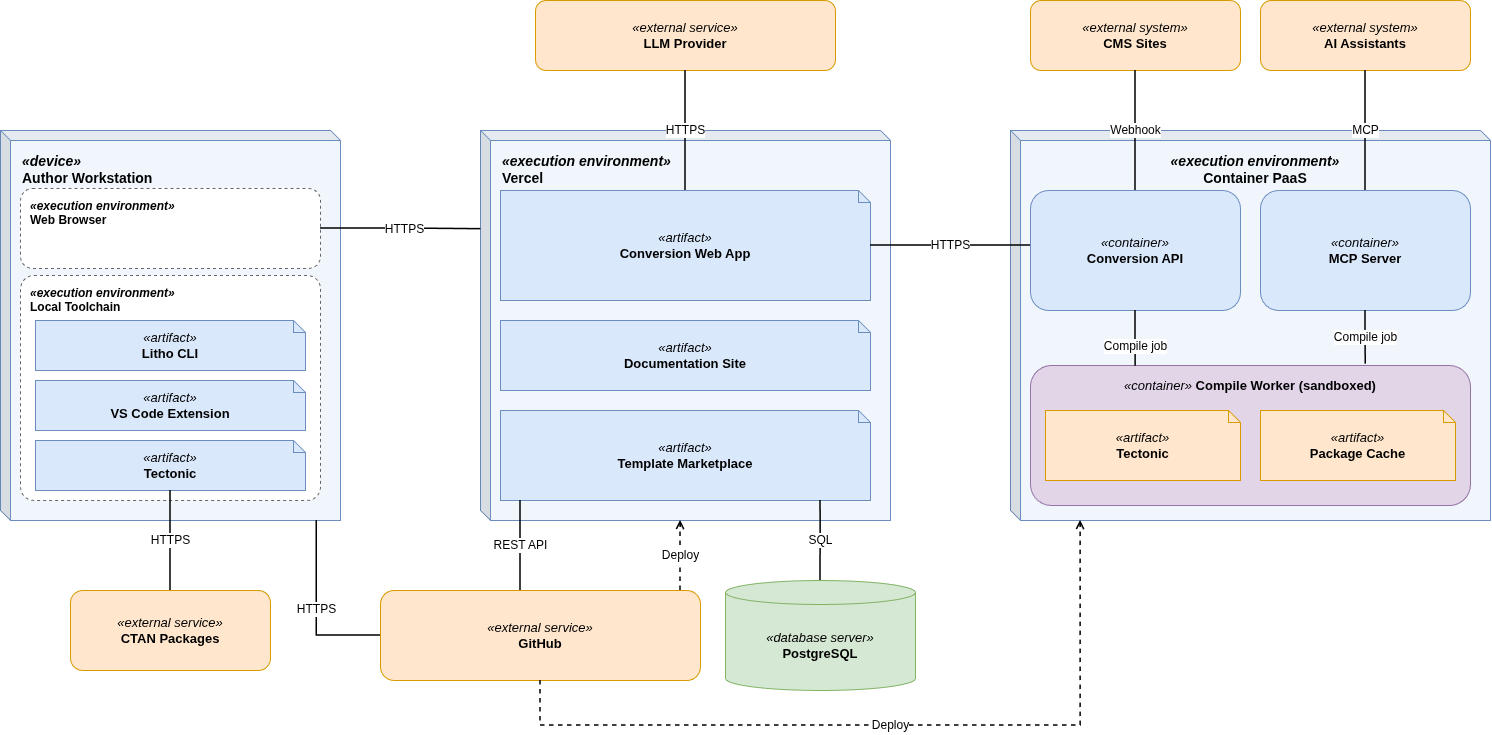 «external service»
LLM Provider
«external system»
CMS Sites
«external system»
AI Assistants
HTTPS
Webhook
MCP
«device»
Author Workstation
«execution environment»
Web Browser
«execution environment»
Local Toolchain
«artifact»
Litho CLI
«artifact»
VS Code Extension
«artifact»
Tectonic
HTTPS
«execution environment»
Vercel
«artifact»
Conversion Web App
«artifact»
Documentation Site
«artifact»
Template Marketplace
HTTPS
«execution environment»
Container PaaS
«container»
Conversion API
«container»
MCP Server
Compile job
Compile job
«container» Compile Worker (sandboxed)
«artifact»
Tectonic
«artifact»
Package Cache
HTTPS
HTTPS
REST API
Deploy
SQL
«external service»
CTAN Packages
«external service»
GitHub
«database server»
PostgreSQL
Deploy